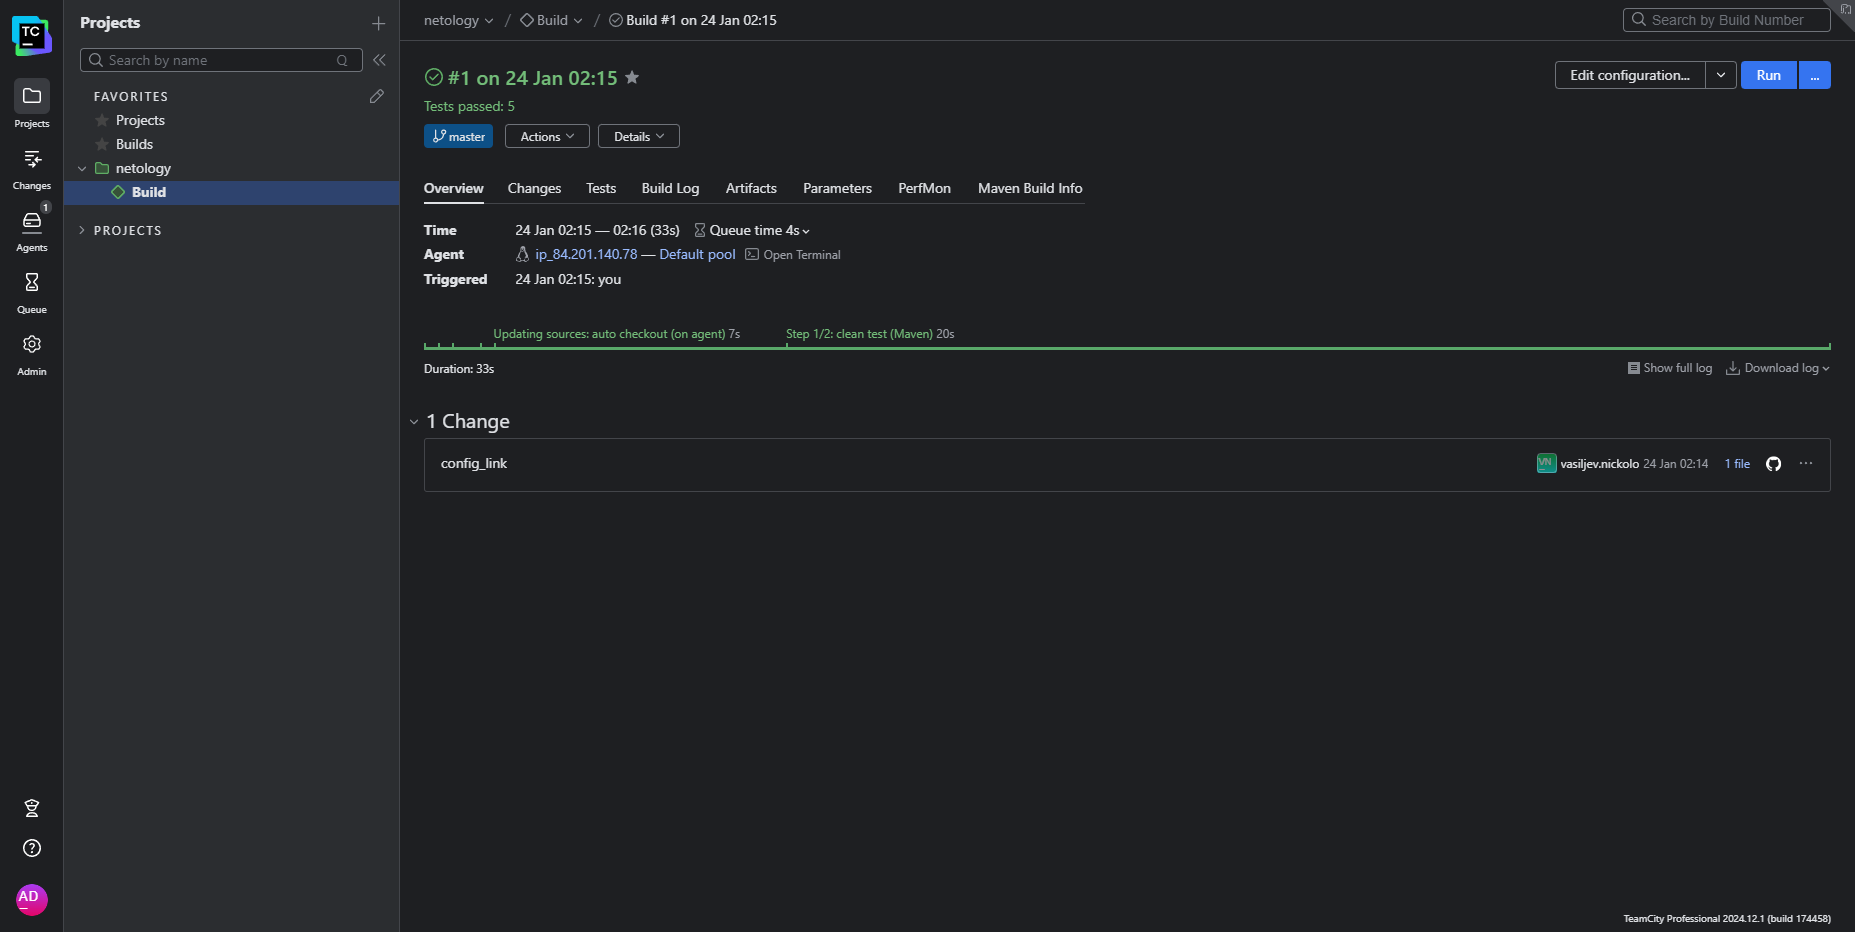 TC
Projects
Changes
1
Agents
Queue
Admin
AD
Projects
Search by name
Q
FAVORITES
Projects
Builds
netology
Build
PROJECTS
netology / Build / Build #1 on 24 Jan 02:15
Search by Build Number
#1 on 24 Jan 02:15
Edit configuration...
Run
...
Tests passed: 5
master
Actions
Details
Overview
Changes
Tests
Build Log
Artifacts
Parameters
PerfMon
Maven Build Info
Time 24 Jan 02:15 — 02:16 (33s) Queue time 4s
Agent ip_84.201.140.78 — Default pool Open Terminal
Triggered 24 Jan 02:15: you
Updating sources: auto checkout (on agent) 7s
Step 1/2: clean test (Maven) 20s
Duration: 33s
Show full log
Download log
1 Change
config_link
VN
vasiljev.nickolo 24 Jan 02:14
1 file
...
TeamCity Professional 2024.12.1 (build 174458)